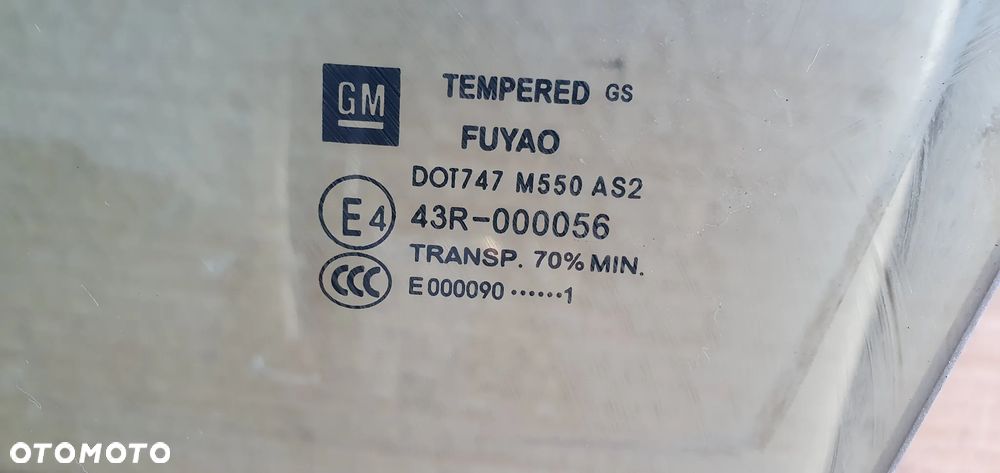 GM
TEMPERED GS
FUYAO
DOT747 M550 AS2
E4 43R-000056
TRANSP. 70% MIN.
CCC E000090 ······1
OTOMOTO